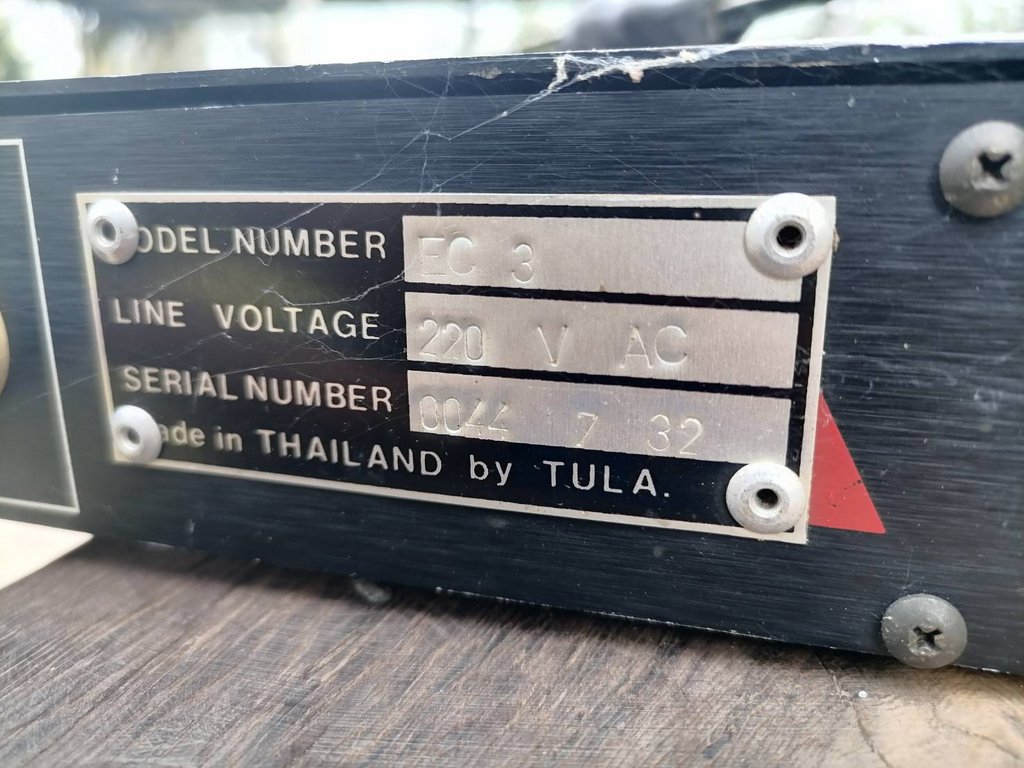 ODEL NUMBER EC 3
LINE VOLTAGE 220 V AC
SERIAL NUMBER 0044 7 32
ade in THAILAND by TULA.